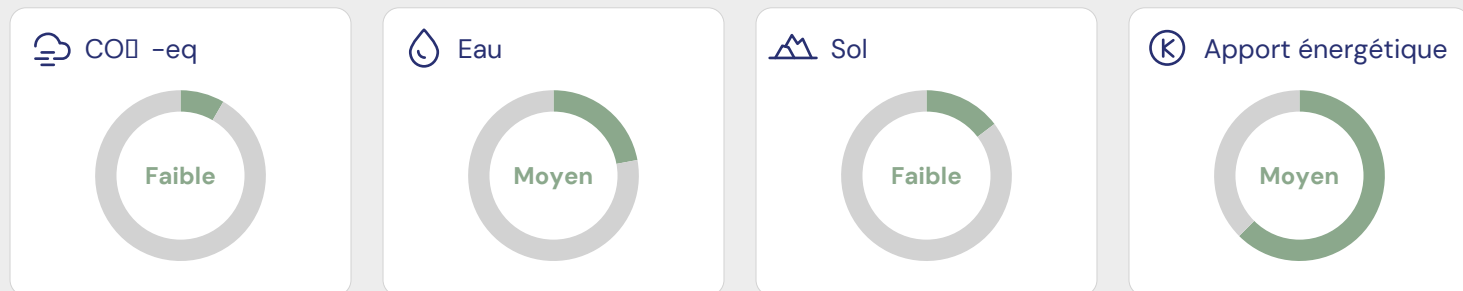 CO▯ -eq
Faible
Eau
Moyen
Sol
Faible
Apport énergétique
Moyen